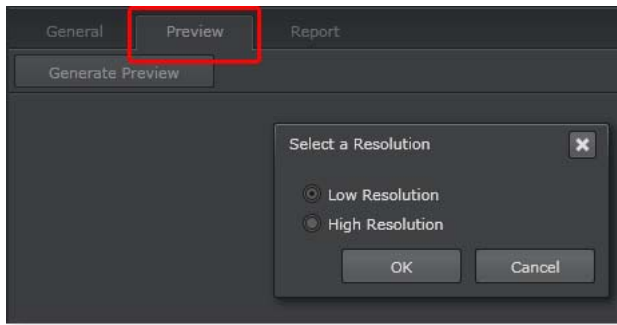 General Preview Report
Generate Preview
Select a Resolution
Low Resolution
High Resolution
OK Cancel